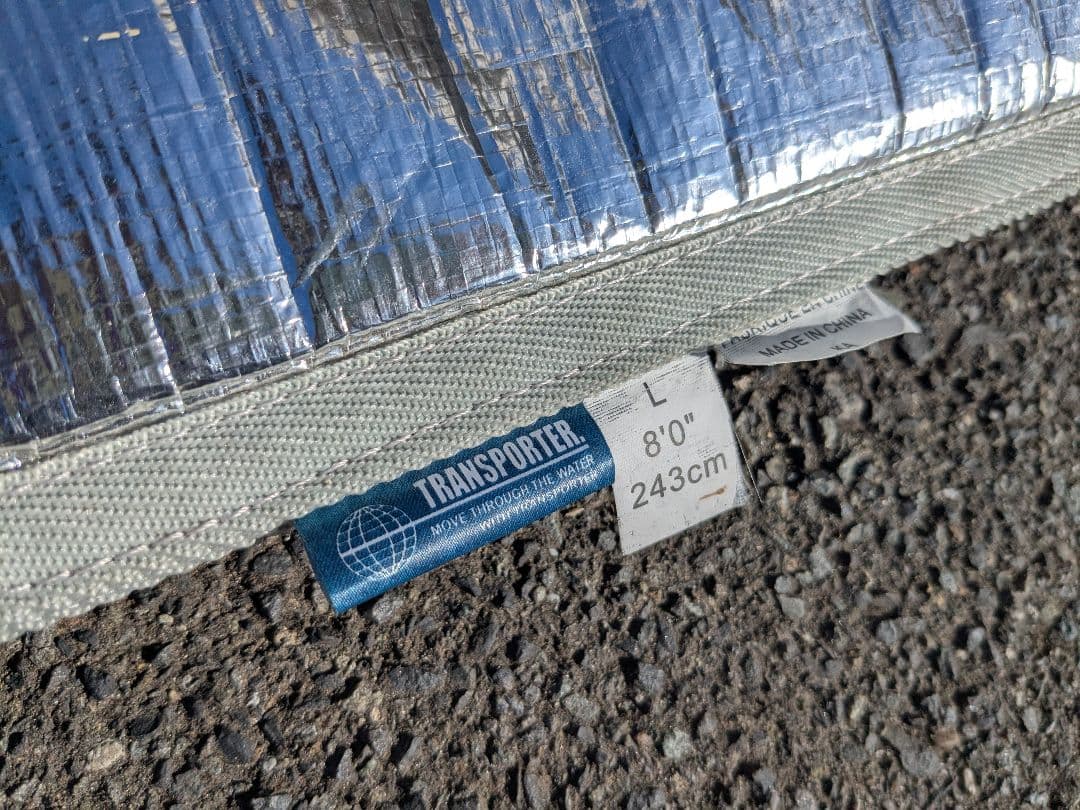 TRANSPORTER.
MOVE THROUGH THE WATER
WITH TRANSPORTER
L
8'0"
243cm
MADE IN CHINA